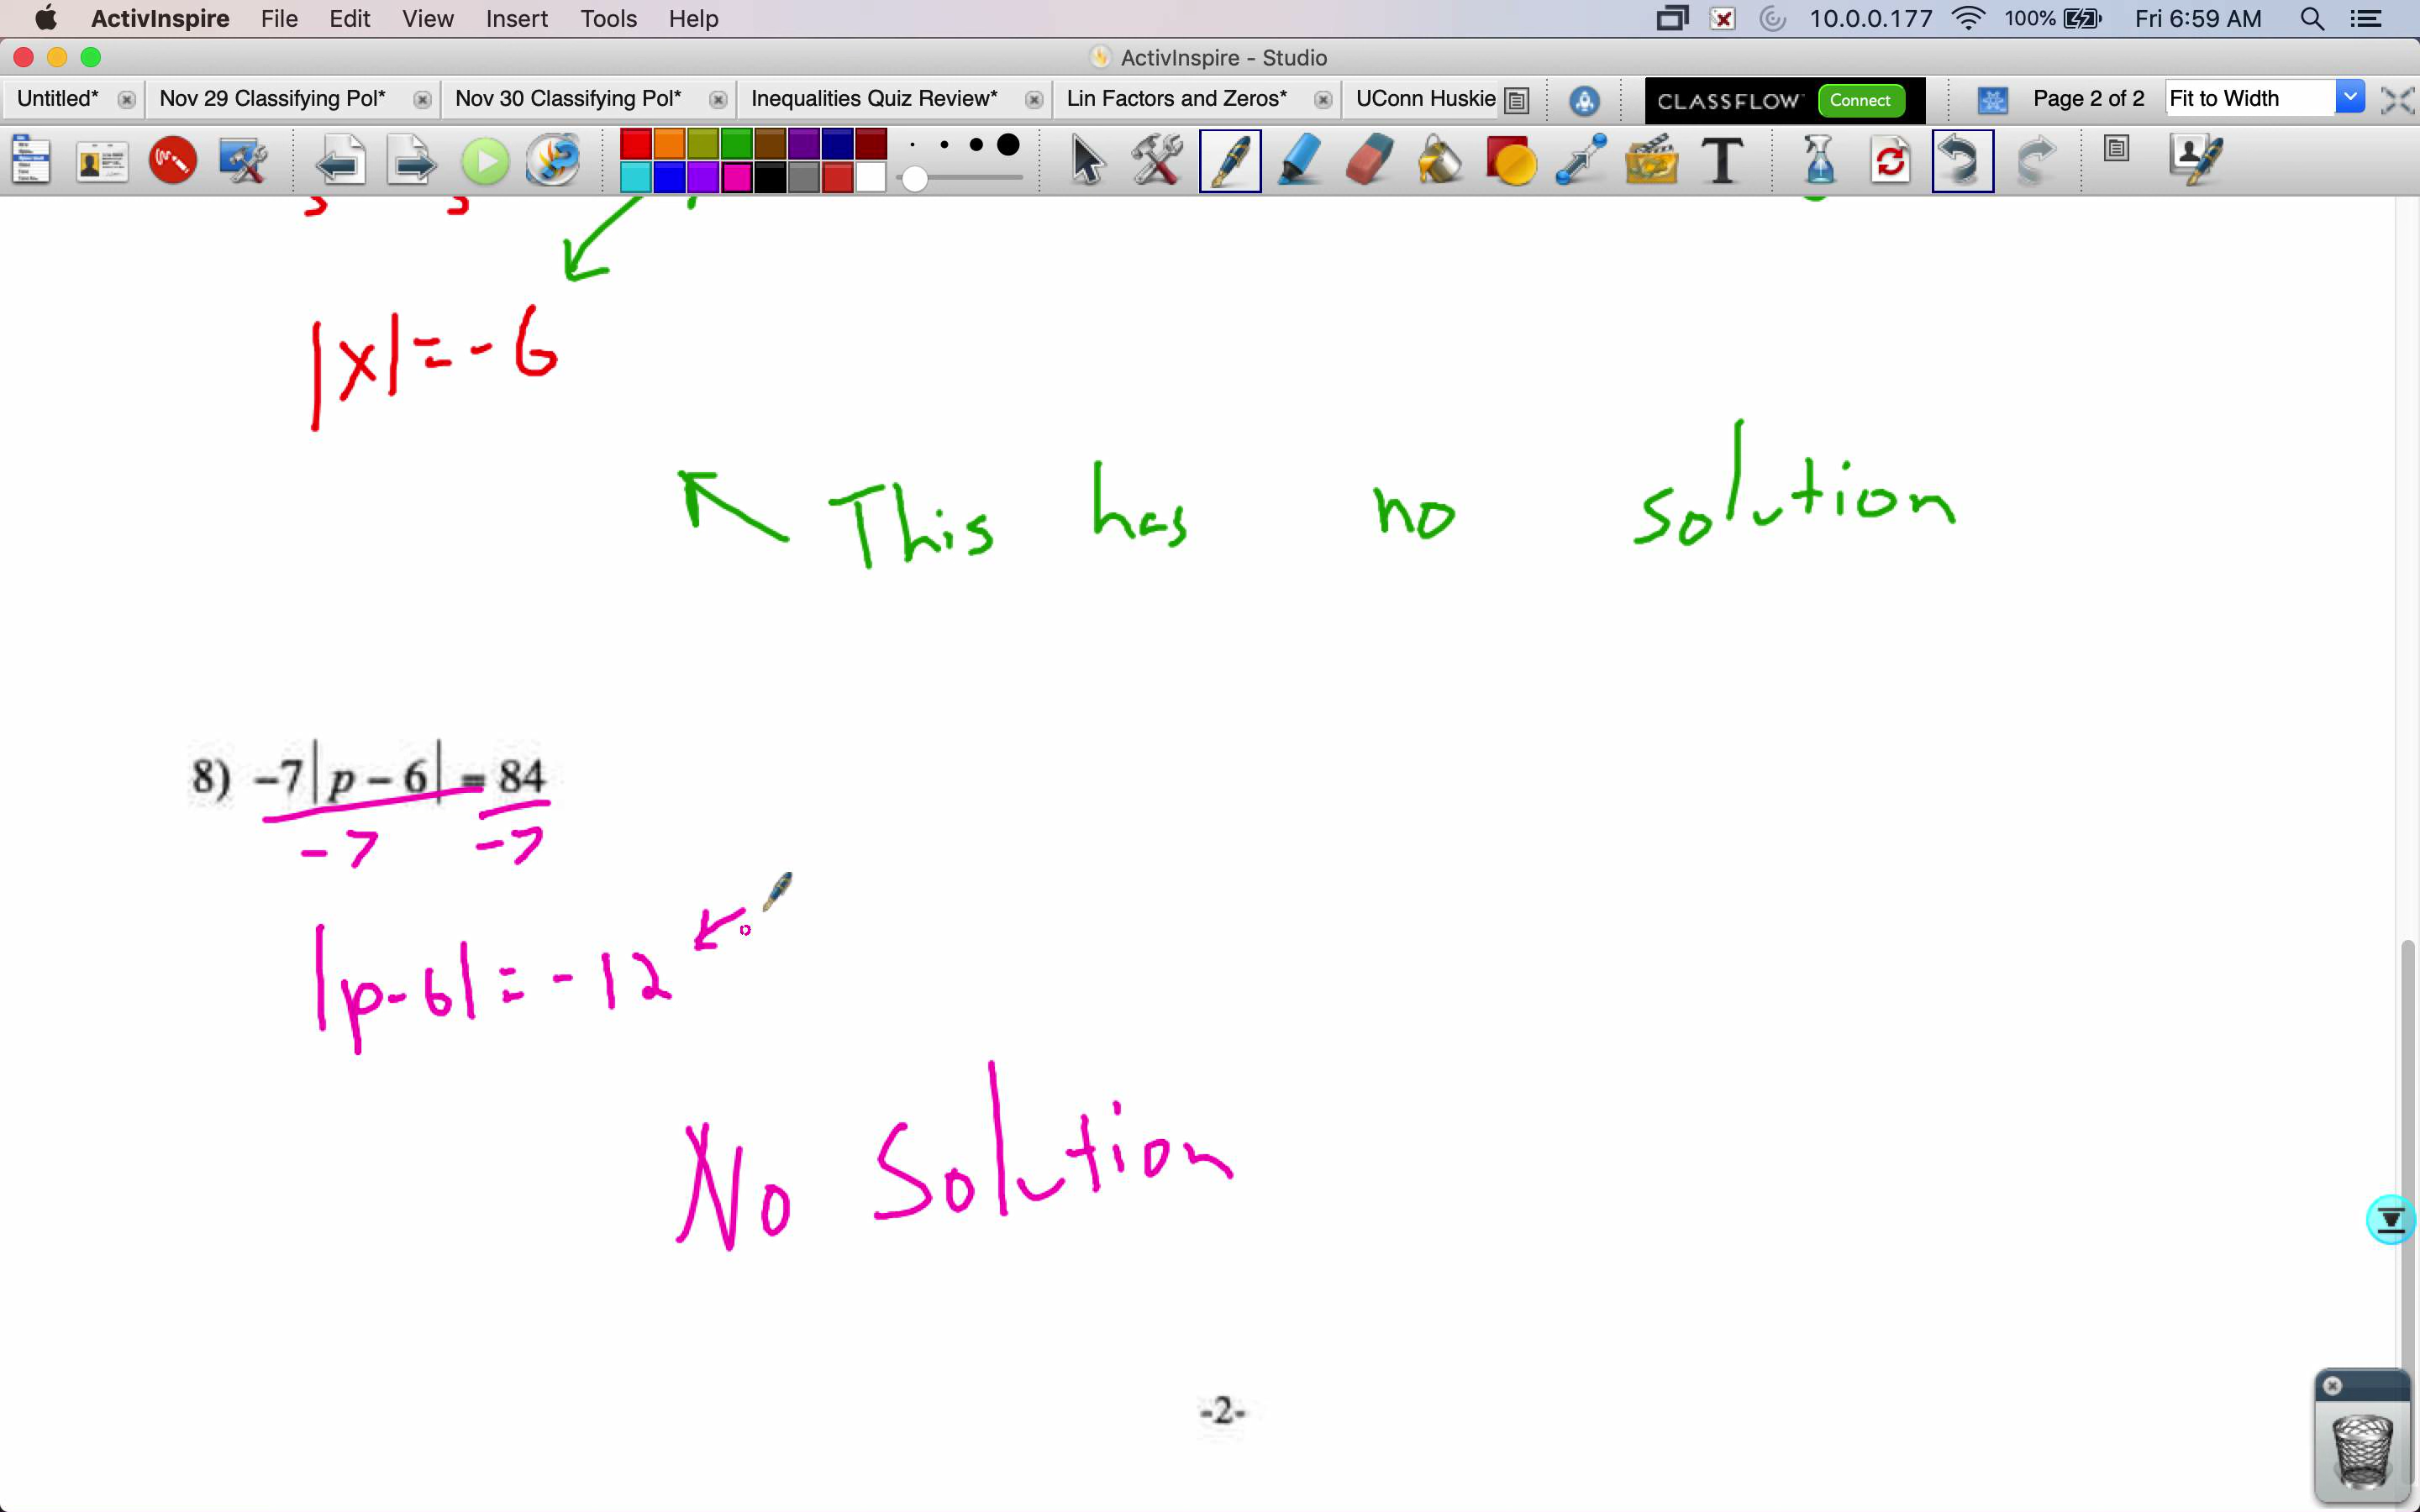 ActivInspire File Edit View Insert Tools Help 10.0.0.177 100% Fri 6:59 AM
ActivInspire - Studio
Untitled* Nov 29 Classifying Pol* Nov 30 Classifying Pol* Inequalities Quiz Review* Lin Factors and Zeros* UConn Huskie CLASSFLOW Connect Page 2 of 2 Fit to Width
T
|x|=-6
This has no solution
8) -7|p-6| = 84
-7 -7
|p-6|=-12
No Solution
-2-